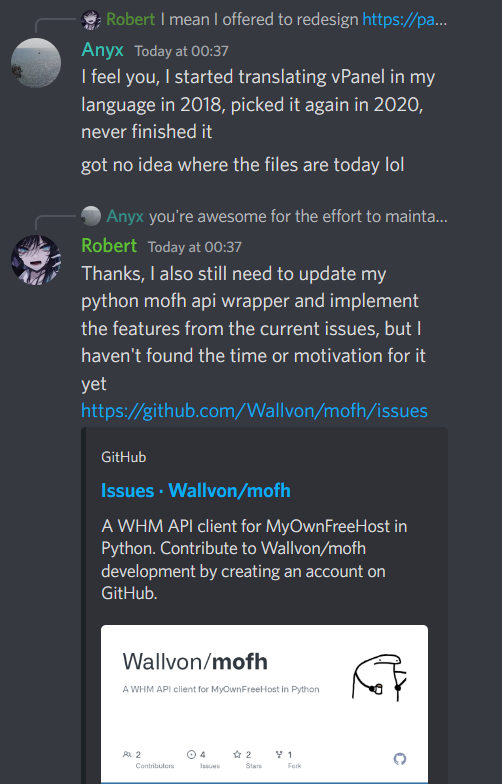 Robert I mean I offered to redesign https://pa...
Anyx Today at 00:37
I feel you, I started translating vPanel in my
language in 2018, picked it again in 2020,
never finished it
got no idea where the files are today lol
Anyx you're awesome for the effort to mainta...
Robert Today at 00:37
Thanks, I also still need to update my
python mofh api wrapper and implement
the features from the current issues, but I
haven't found the time or motivation for it
yet
https://github.com/Wallvon/mofh/issues
GitHub
Issues · Wallvon/mofh
A WHM API client for MyOwnFreeHost in
Python. Contribute to Wallvon/mofh
development by creating an account on
GitHub.
Wallvon/mofh
A WHM API client for MyOwnFreeHost in Python
2 4 2 1
Contributors Issues Stars Fork